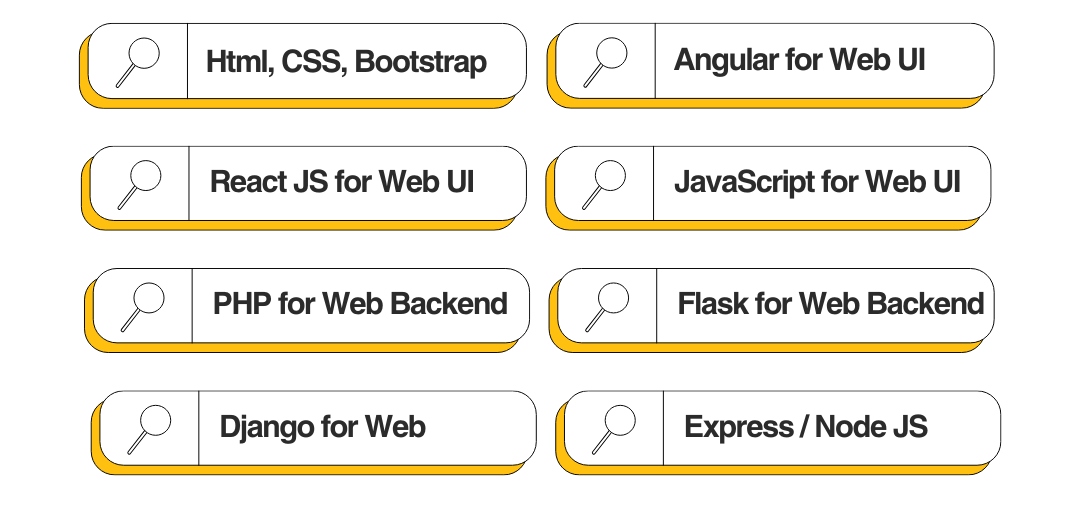 Html, CSS, Bootstrap
Angular for Web UI
React JS for Web UI
JavaScript for Web UI
PHP for Web Backend
Flask for Web Backend
Django for Web
Express / Node JS